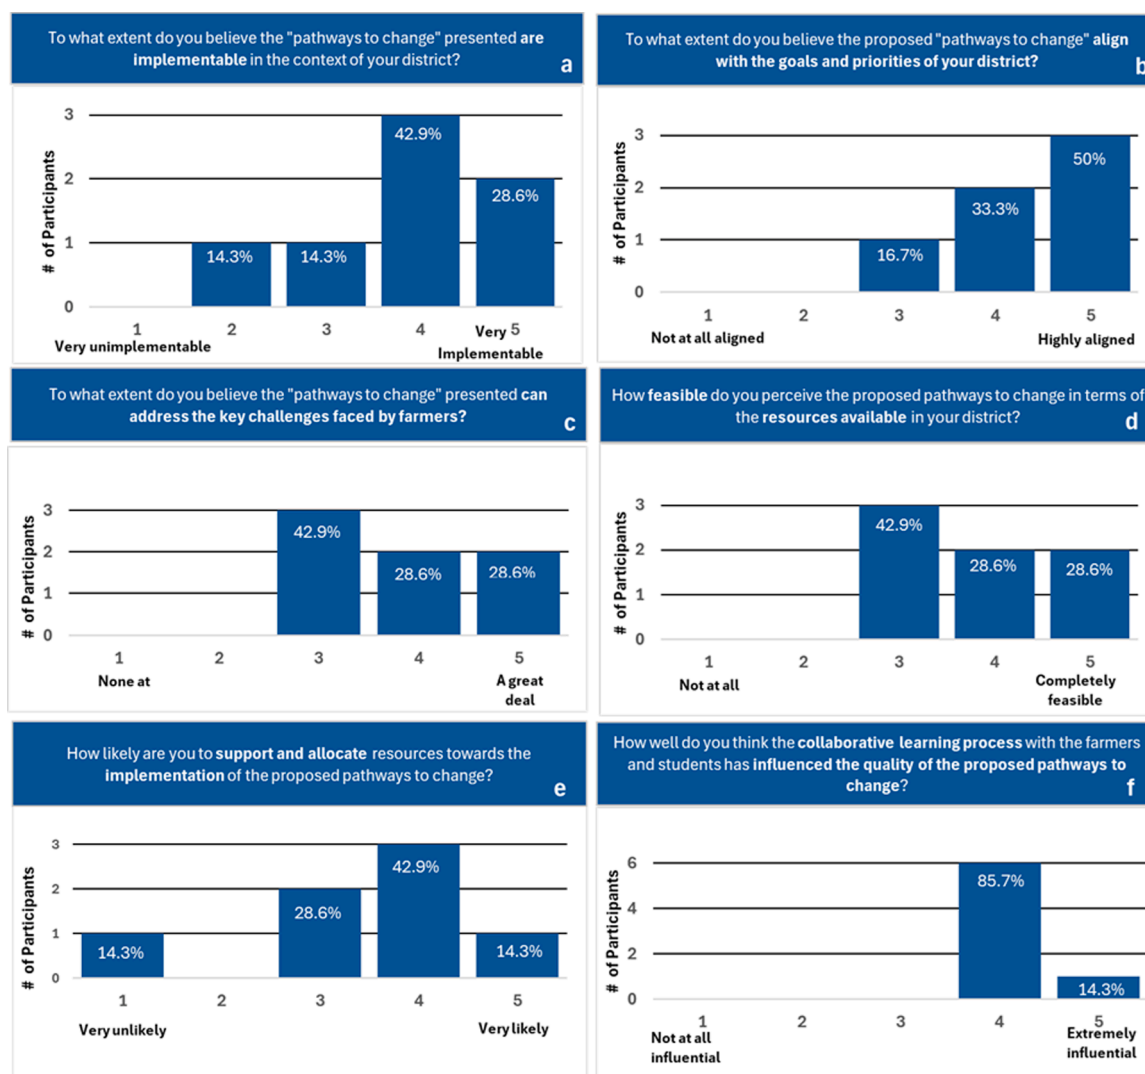 To what extent do you believe the "pathways to change" presented are
implementable in the context of your district?
a
# of Participants
3
2
1
0
14.3%
14.3%
42.9%
28.6%
1
2
3
4
5
Very unimplementable
Very
Implementable
To what extent do you believe the proposed "pathways to change" align
with the goals and priorities of your district?
b
# of Participants
3
2
1
0
16.7%
33.3%
50%
1
2
3
4
5
Not at all aligned
Highly aligned
To what extent do you believe the "pathways to change" presented can
address the key challenges faced by farmers?
c
# of Participants
3
2
1
0
42.9%
28.6%
28.6%
1
2
3
4
5
None at
A great
deal
How feasible do you perceive the proposed pathways to change in terms of
the resources available in your district?
d
# of Participants
3
2
1
0
42.9%
28.6%
28.6%
1
2
3
4
5
Not at all
Completely
feasible
How likely are you to support and allocate resources towards the
implementation of the proposed pathways to change?
e
# of Participants
3
2
1
0
14.3%
28.6%
42.9%
14.3%
1
2
3
4
5
Very unlikely
Very likely
How well do you think the collaborative learning process with the farmers
and students has influenced the quality of the proposed pathways to
change?
f
# of Participants
6
4
2
0
85.7%
14.3%
1
2
3
4
5
Not at all
influential
Extremely
influential